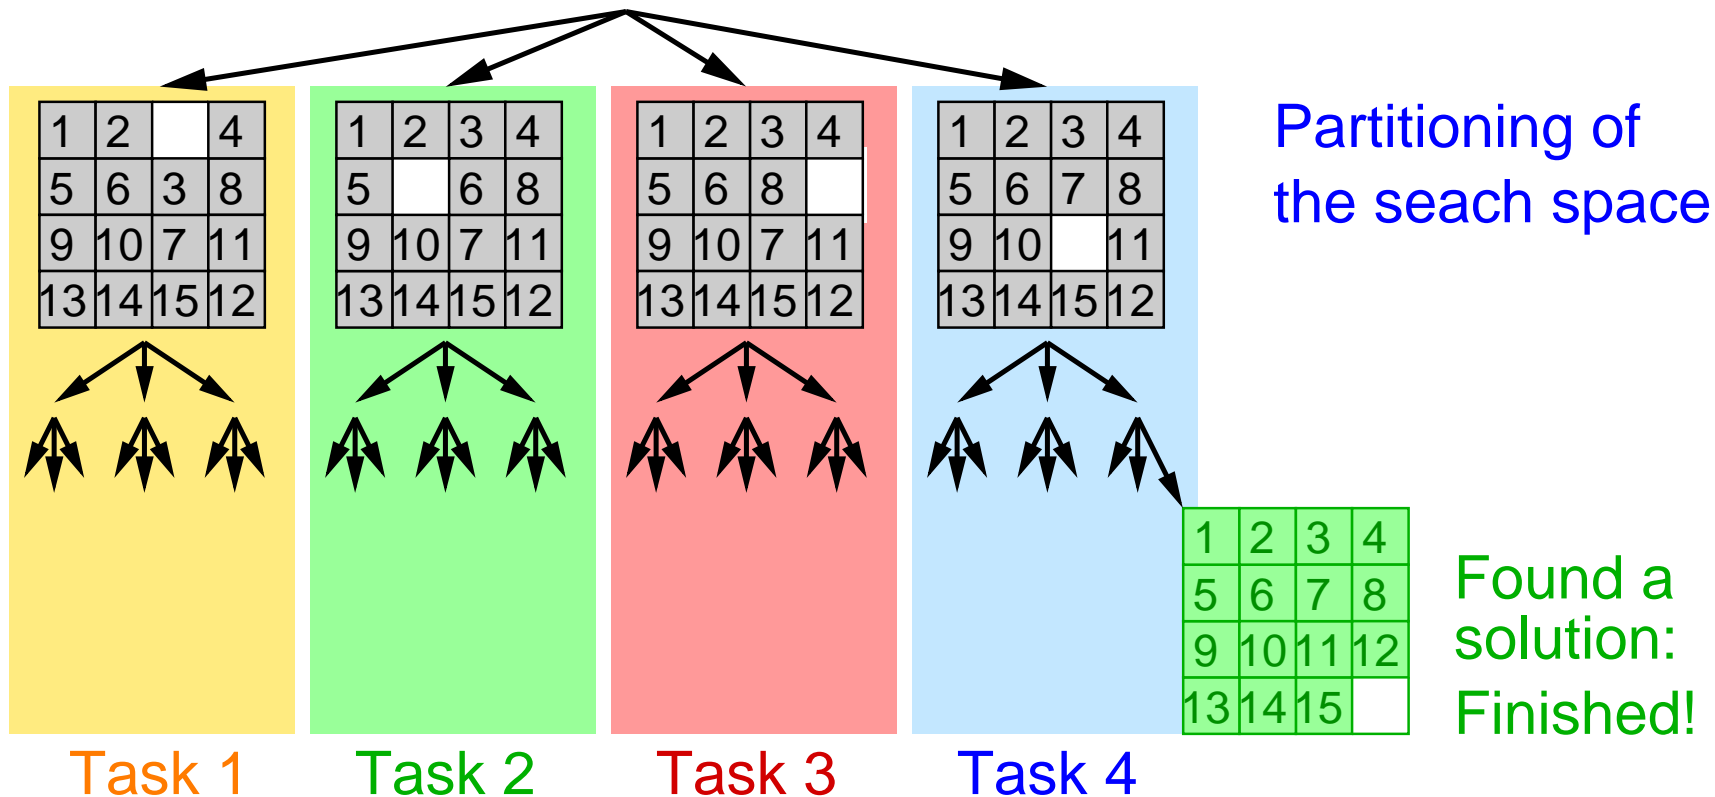 1 2 4
5 6 3 8
9 10 7 11
13 14 15 12
1 2 3 4
5 6 8
9 10 7 11
13 14 15 12
1 2 3 4
5 6 8
9 10 7 11
13 14 15 12
1 2 3 4
5 6 7 8
9 10 11
13 14 15 12
Partitioning of
the seach space
1 2 3 4
5 6 7 8
9 10 11 12
13 14 15
Found a
solution:
Finished!
Task 1
Task 2
Task 3
Task 4